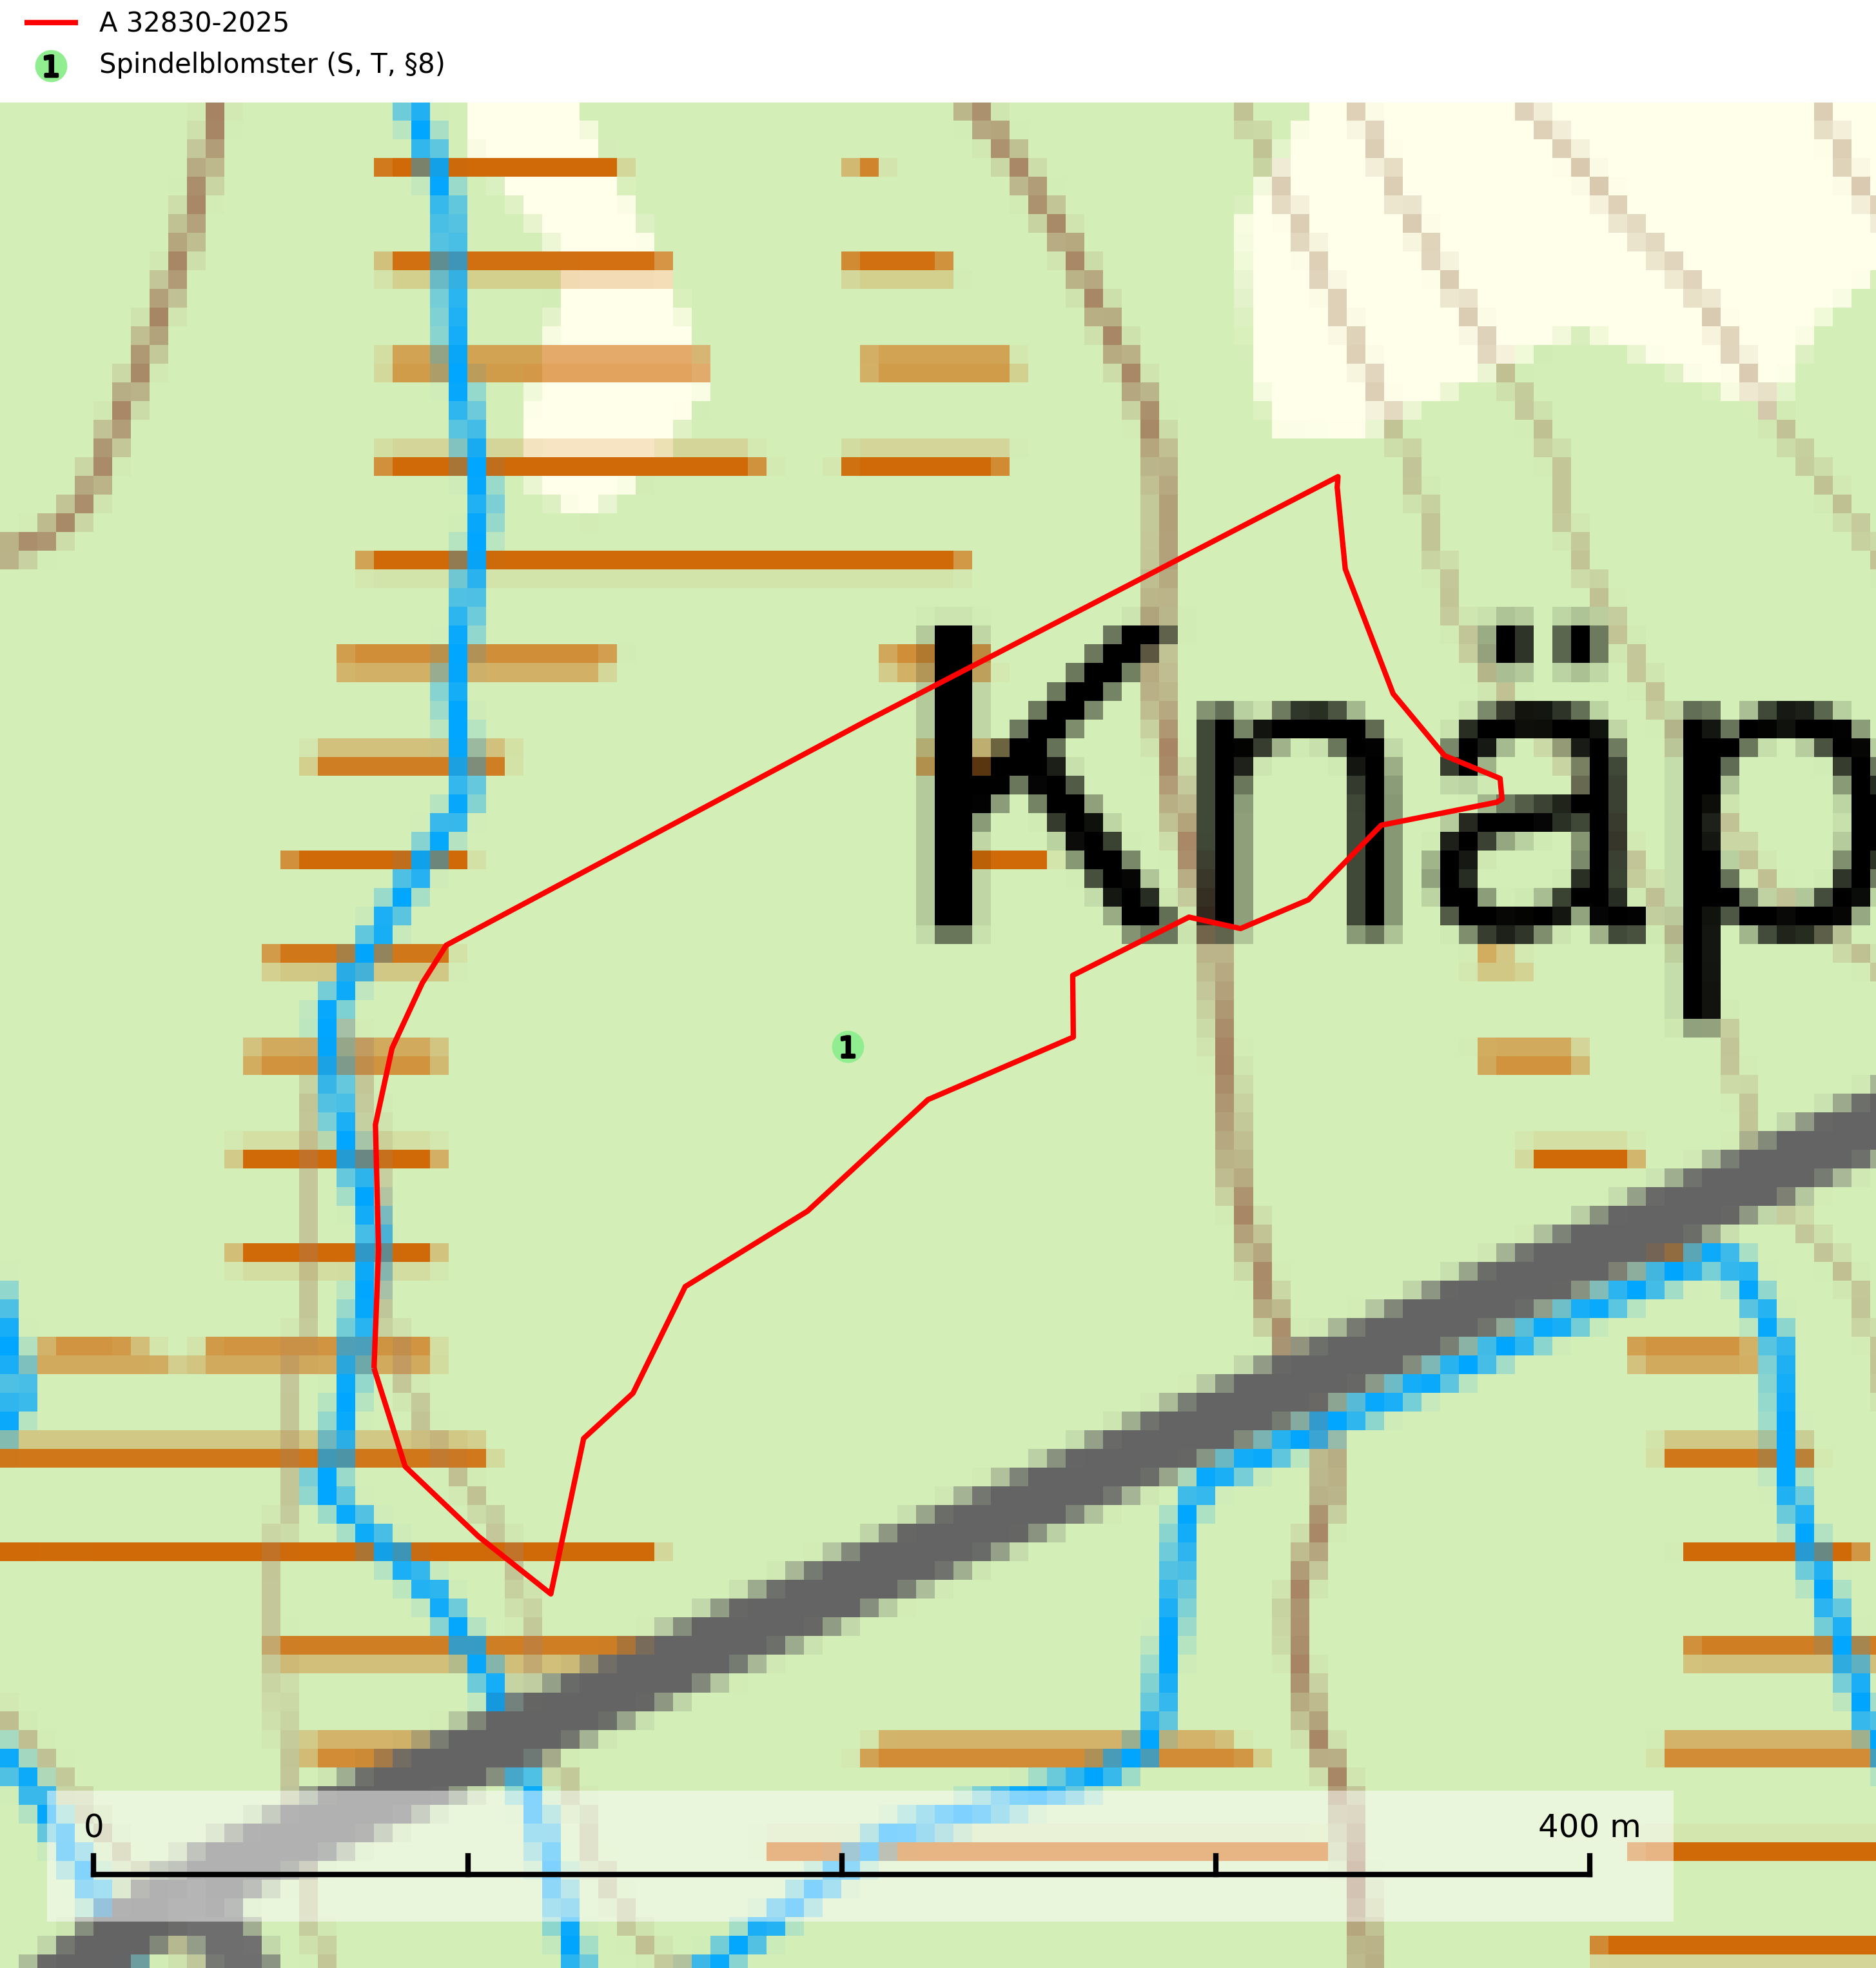 A 32830-2025
1 Spindelblomster (S, T, §8)
Knäp
1
0 400 m